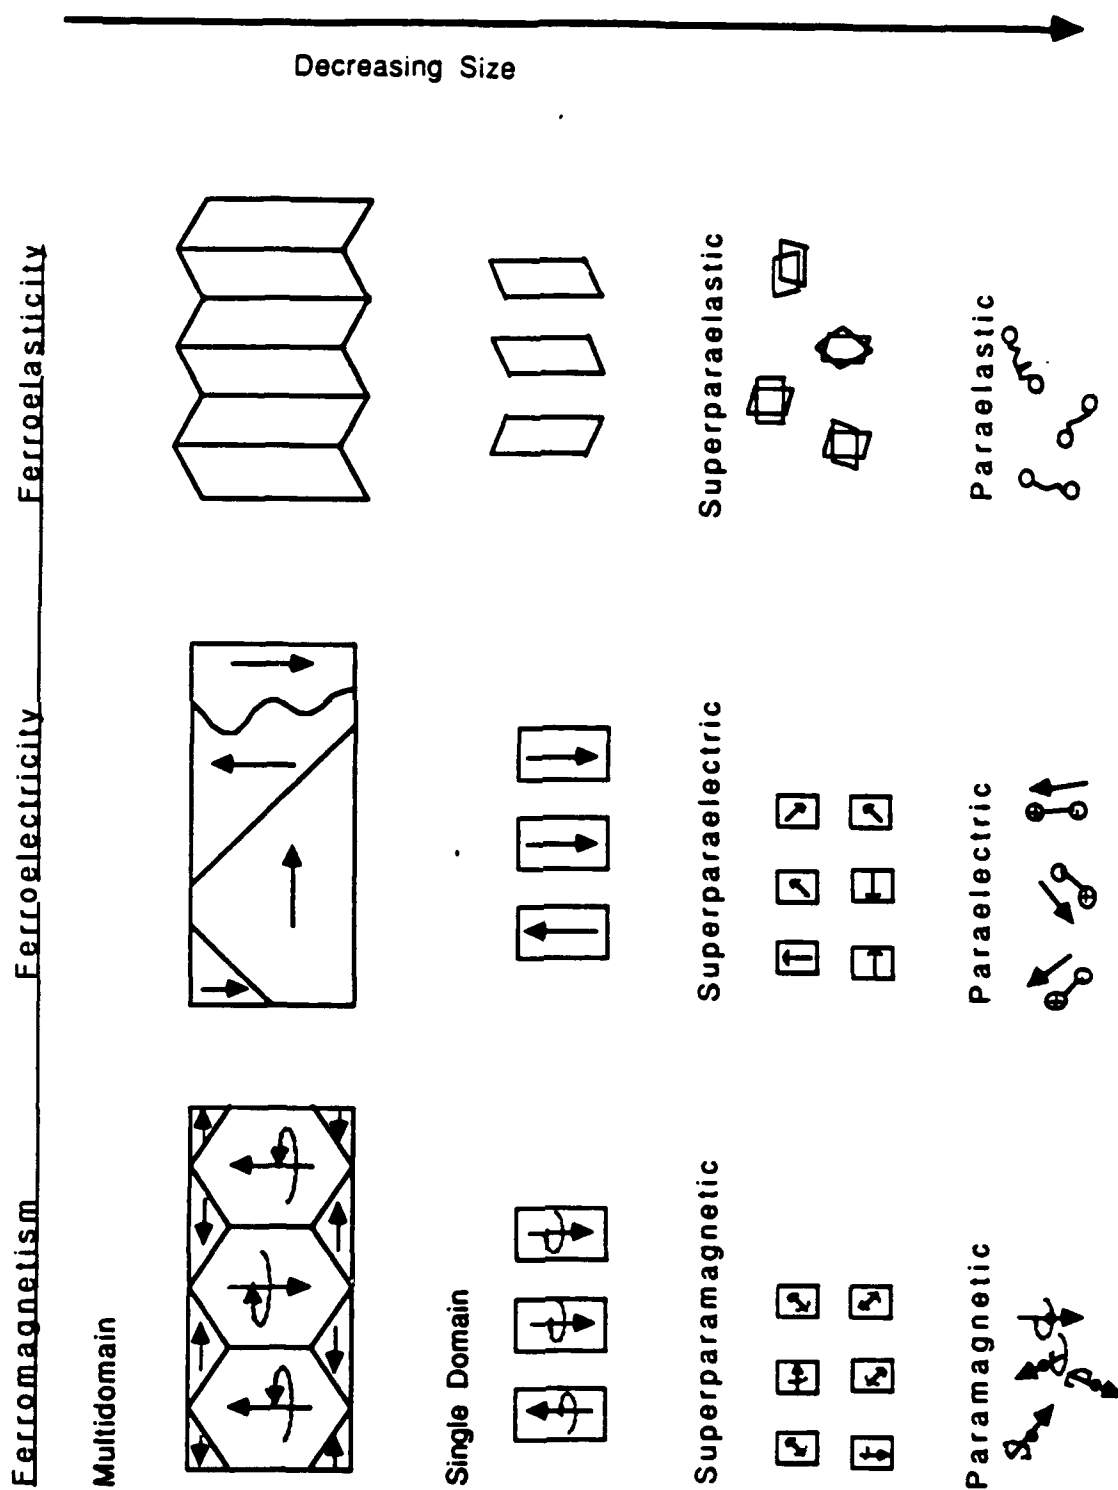 Ferromagnetism Ferroelectricity Ferroelasticity
Multidomain
Single Domain
Superparamagnetic Superparaelectric Superparaelastic
Paramagnetic Paraelectric Paraelastic
Decreasing Size